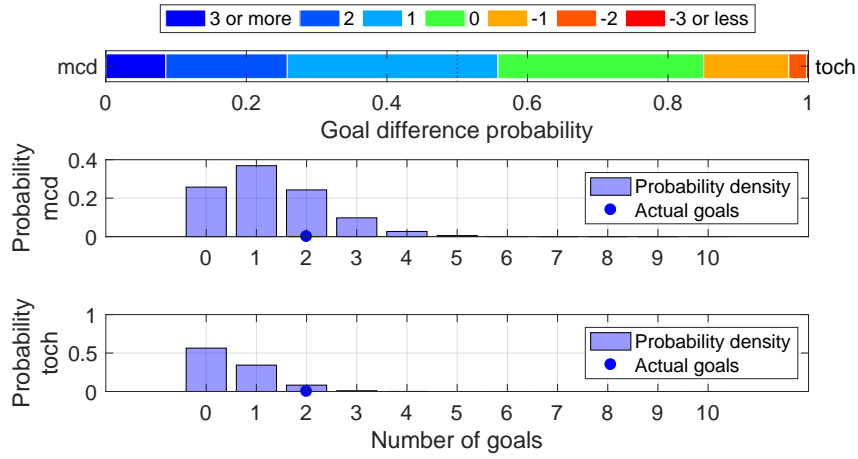 3 or more 2 1 0 -1 -2 -3 or less
mcd toch
0 0.2 0.4 0.6 0.8 1
Goal difference probability
Probability
mcd
0.4
0.2
0
Probability density
Actual goals
0 1 2 3 4 5 6 7 8 9 10
Probability
toch
1
0.5
0
Probability density
Actual goals
0 1 2 3 4 5 6 7 8 9 10
Number of goals